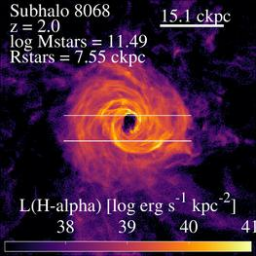 Subhalo 8068
z = 2.0
log Mstars = 11.49
Rstars = 7.55 ckpc
15.1 ckpc
L(H-alpha) [log erg s⁻¹ kpc⁻²]
38 39 40 41